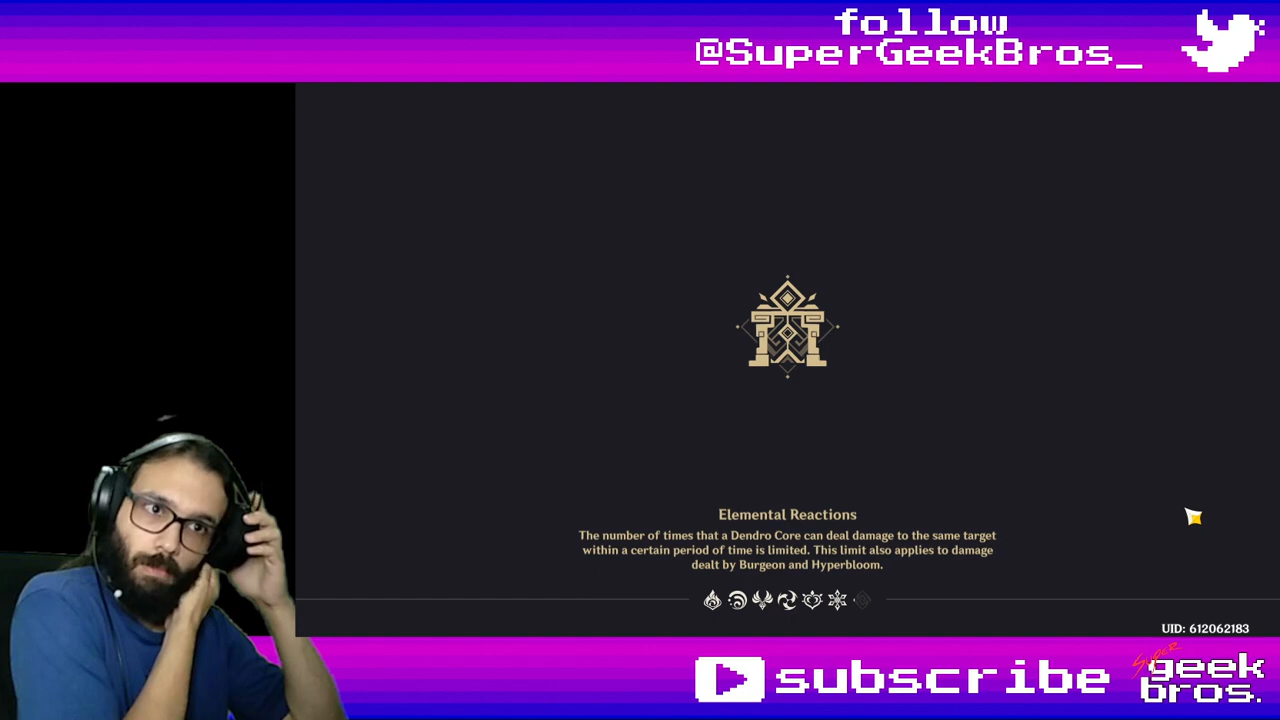 follow
@SuperGeekBros_
Elemental Reactions
The number of times that a Dendro Core can deal damage to the same target
within a certain period of time is limited. This limit also applies to damage
dealt by Burgeon and Hyperbloom.
UID: 612062183
subscribe
super
geek
bros.